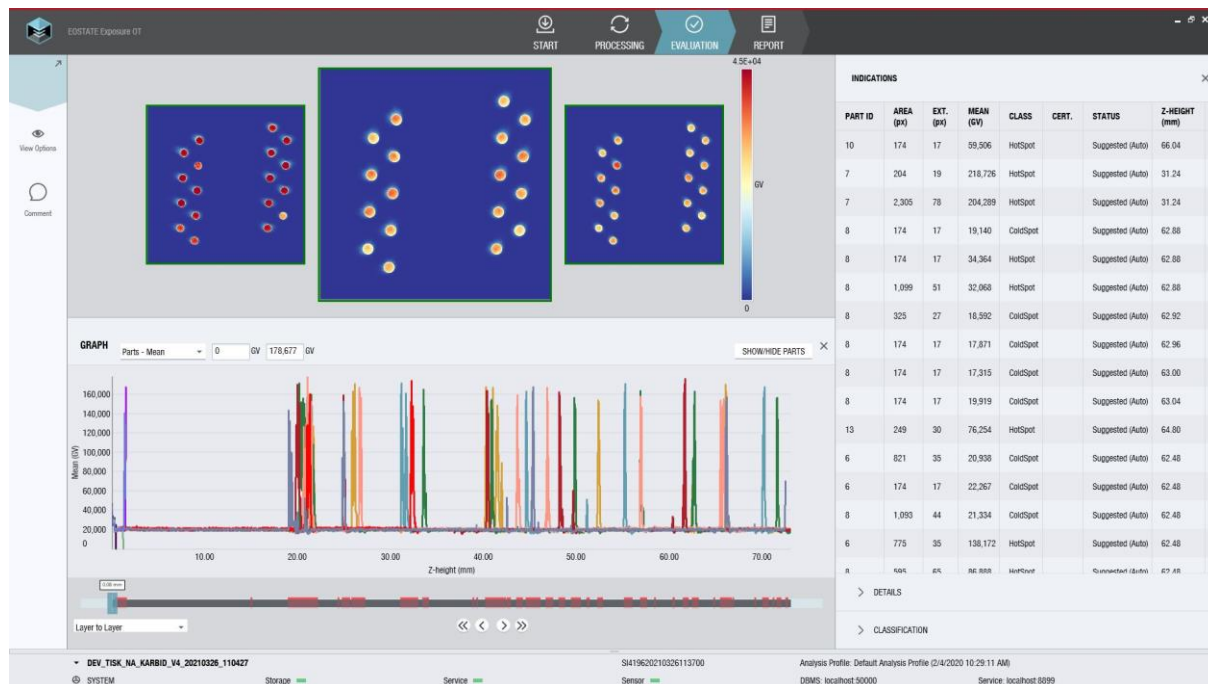 EOSTATE Exposure OT
START
PROCESSING
EVALUATION
REPORT
View Options
Comment
4.5E+04
GV
0
GRAPH
Parts - Mean
0
GV
178,677
GV
SHOW/HIDE PARTS
160,000
140,000
120,000
100,000
80,000
60,000
40,000
20,000
0
Mean (GV)
10.00
20.00
30.00
40.00
50.00
60.00
70.00
Z-height (mm)
Layer to Layer
INDICATIONS
PART ID AREA (px) EXT. (px) MEAN (GV) CLASS CERT. STATUS Z-HEIGHT (mm)
10 174 17 59,506 HotSpot Suggested (Auto) 66.04
7 204 19 218,726 HotSpot Suggested (Auto) 31.24
7 2,305 78 204,289 HotSpot Suggested (Auto) 31.24
8 174 17 19,140 ColdSpot Suggested (Auto) 62.88
8 174 17 34,364 HotSpot Suggested (Auto) 62.88
8 1,099 51 32,068 HotSpot Suggested (Auto) 62.88
8 325 27 18,592 ColdSpot Suggested (Auto) 62.92
8 174 17 17,871 ColdSpot Suggested (Auto) 62.96
8 174 17 17,315 ColdSpot Suggested (Auto) 63.00
8 174 17 19,919 ColdSpot Suggested (Auto) 63.04
13 249 30 76,254 HotSpot Suggested (Auto) 64.80
6 821 35 20,938 ColdSpot Suggested (Auto) 62.48
6 174 17 22,267 ColdSpot Suggested (Auto) 62.48
8 1,093 44 21,334 ColdSpot Suggested (Auto) 62.48
6 775 35 138,172 HotSpot Suggested (Auto) 62.48
8 595 65 86,888 HotSpot Suggested (Auto) 62.48
DETAILS
CLASSIFICATION
DEV_TISK_NA_KARBID_V4_20210326_110427
SI419620210326113700
Analysis Profile: Default Analysis Profile (2/4/2020 10:29:11 AM)
SYSTEM
Storage
Service
Sensor
DBMS: localhost:50000
Service: localhost:8899